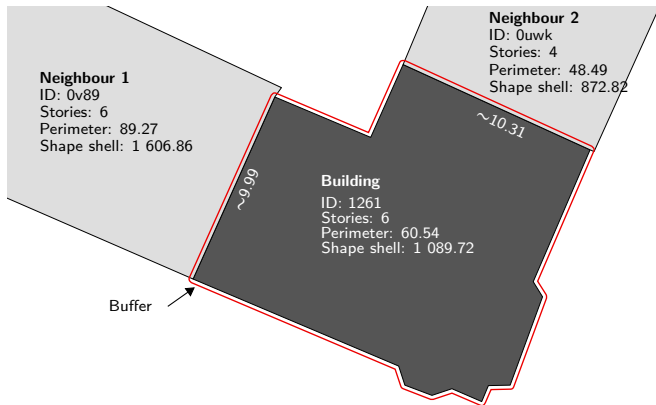 Neighbour 1
ID: 0v89
Stories: 6
Perimeter: 89.27
Shape shell: 1 606.86
Neighbour 2
ID: 0uwk
Stories: 4
Perimeter: 48.49
Shape shell: 872.82
~10.31
~9.99
Building
ID: 1261
Stories: 6
Perimeter: 60.54
Shape shell: 1 089.72
Buffer